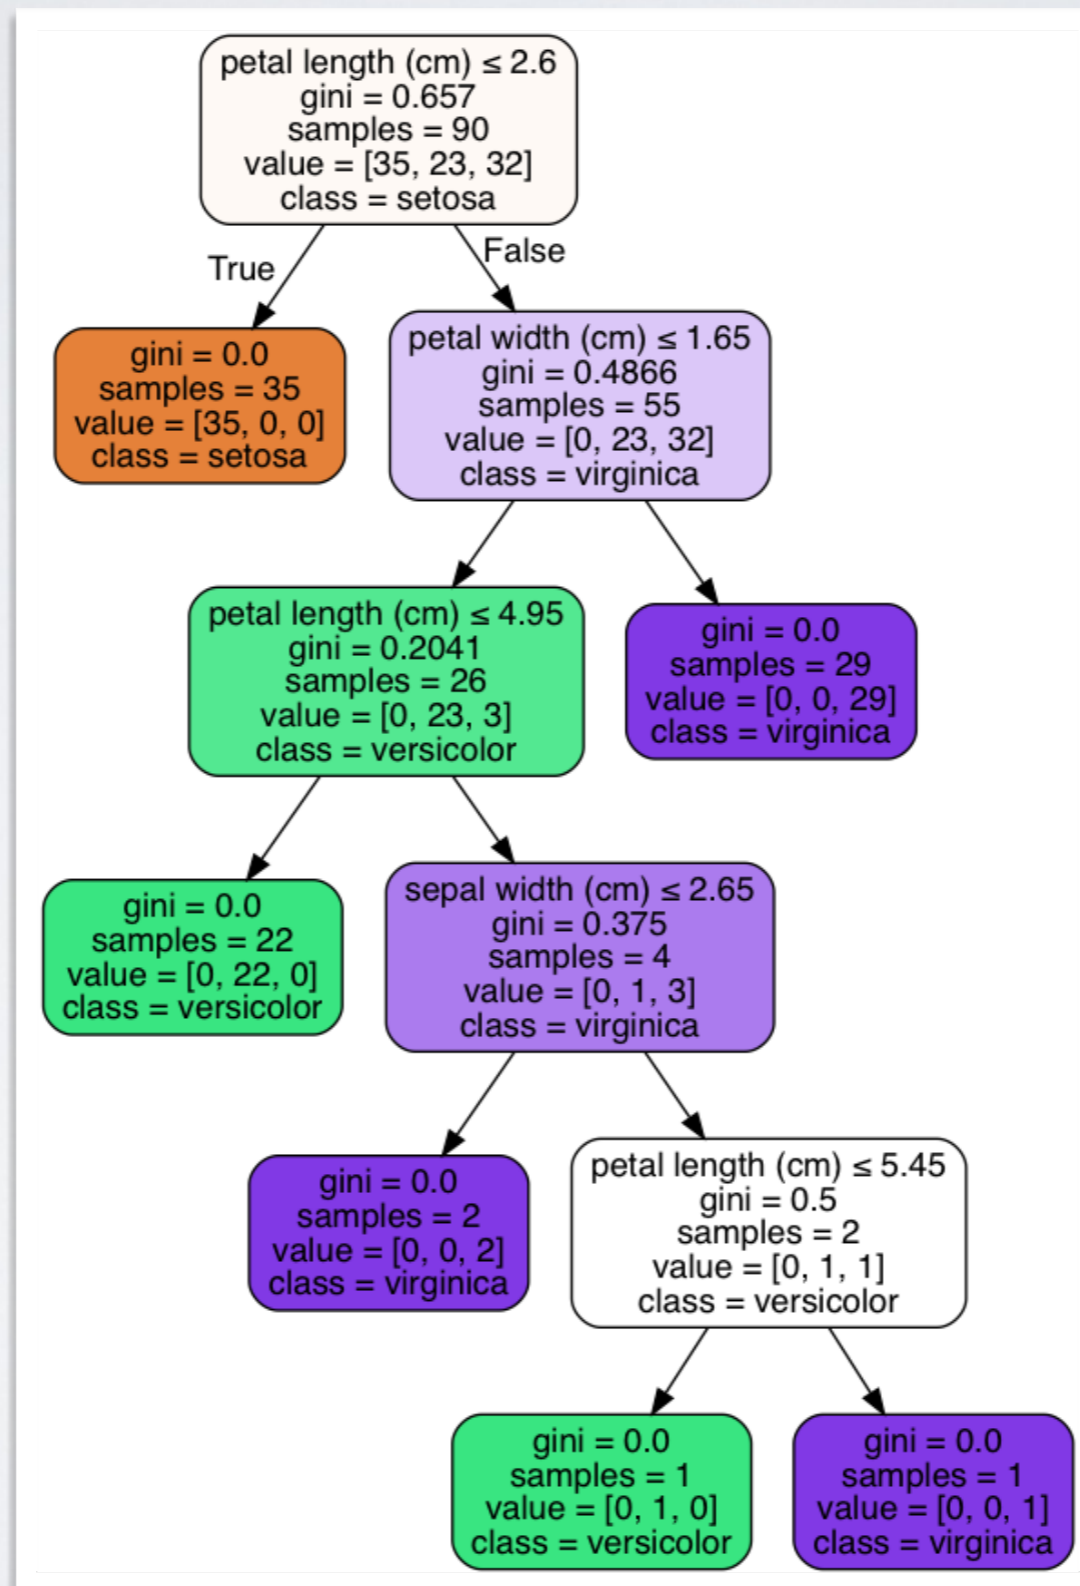 petal length (cm) ≤ 2.6
gini = 0.657
samples = 90
value = [35, 23, 32]
class = setosa
True
False
gini = 0.0
samples = 35
value = [35, 0, 0]
class = setosa
petal width (cm) ≤ 1.65
gini = 0.4866
samples = 55
value = [0, 23, 32]
class = virginica
petal length (cm) ≤ 4.95
gini = 0.2041
samples = 26
value = [0, 23, 3]
class = versicolor
gini = 0.0
samples = 29
value = [0, 0, 29]
class = virginica
gini = 0.0
samples = 22
value = [0, 22, 0]
class = versicolor
sepal width (cm) ≤ 2.65
gini = 0.375
samples = 4
value = [0, 1, 3]
class = virginica
gini = 0.0
samples = 2
value = [0, 0, 2]
class = virginica
petal length (cm) ≤ 5.45
gini = 0.5
samples = 2
value = [0, 1, 1]
class = versicolor
gini = 0.0
samples = 1
value = [0, 1, 0]
class = versicolor
gini = 0.0
samples = 1
value = [0, 0, 1]
class = virginica